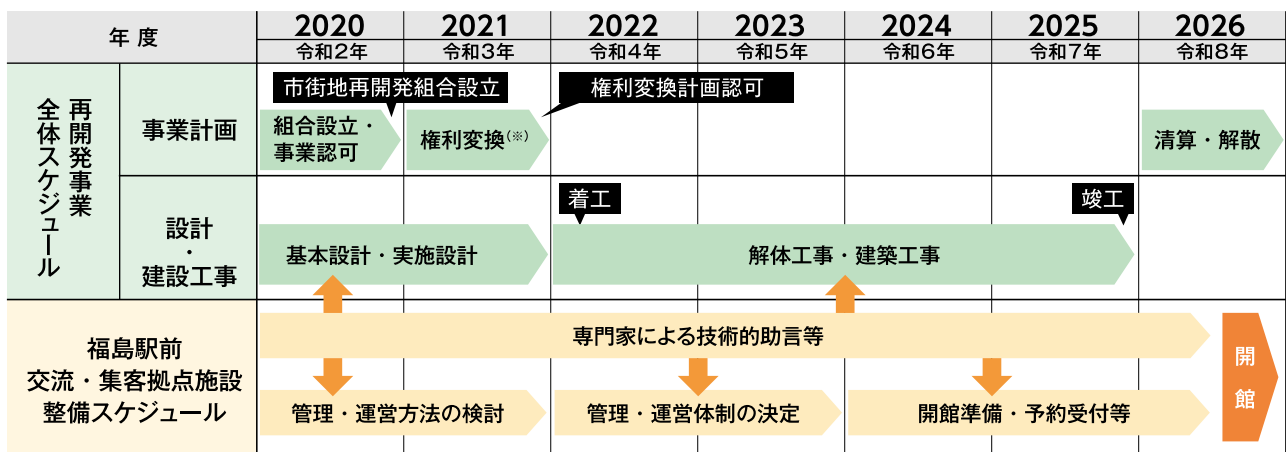 年度
2020
2021
2022
2023
2024
2025
2026
令和2年
令和3年
令和4年
令和5年
令和6年
令和7年
令和8年
再開発事業
全体スケジュール
事業計画
市街地再開発組合設立
権利変換計画認可
組合設立・
事業認可
権利変換(※)
清算・解散
設計
・
建設工事
着工
竣工
基本設計・実施設計
解体工事・建築工事
福島駅前
交流・集客拠点施設
整備スケジュール
専門家による技術的助言等
管理・運営方法の検討
管理・運営体制の決定
開館準備・予約受付等
開館